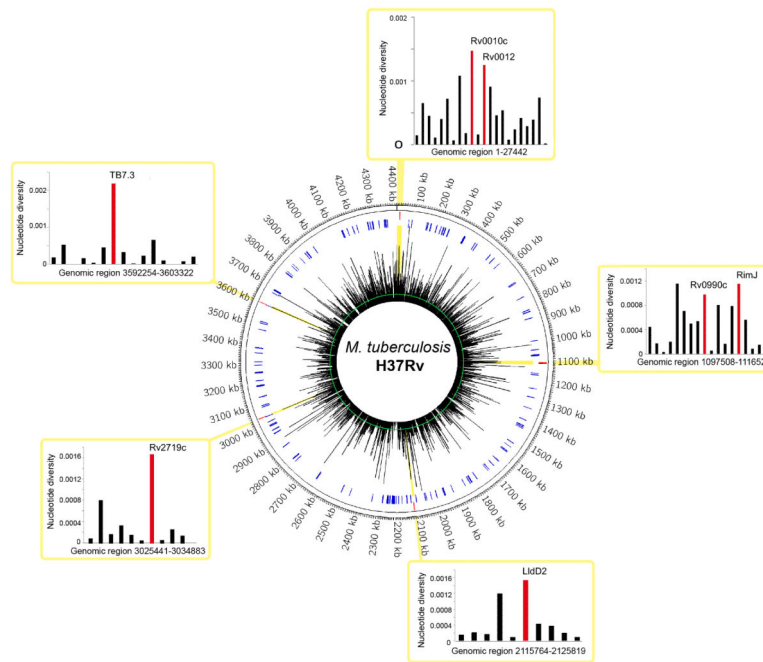 0.002
Nucleotide diversity
0.001
O
Rv0010c
Rv0012
Genomic region 1-27442
TB7.3
0.002
Nucleotide diversity
0.001
0
Genomic region 3592254-3603322
RimJ
Rv0990c
0.0012
Nucleotide diversity
0.0008
0.0004
0
Genomic region 1097508-111652
Rv2719c
0.0016
Nucleotide diversity
0.0012
0.0008
0.0004
0
Genomic region 3025441-3034883
LldD2
0.0016
Nucleotide diversity
0.0012
0.0008
0.0004
0
Genomic region 2115764-2125819
M. tuberculosis
H37Rv
100 kb
200 kb
300 kb
400 kb
500 kb
600 kb
700 kb
800 kb
900 kb
1000 kb
1100 kb
1200 kb
1300 kb
1400 kb
1500 kb
1600 kb
1700 kb
1800 kb
1900 kb
2000 kb
2100 kb
2200 kb
2300 kb
2400 kb
2500 kb
2600 kb
2700 kb
2800 kb
2900 kb
3000 kb
3100 kb
3200 kb
3300 kb
3400 kb
3500 kb
3600 kb
3700 kb
3800 kb
3900 kb
4000 kb
4100 kb
4200 kb
4300 kb
4400 kb